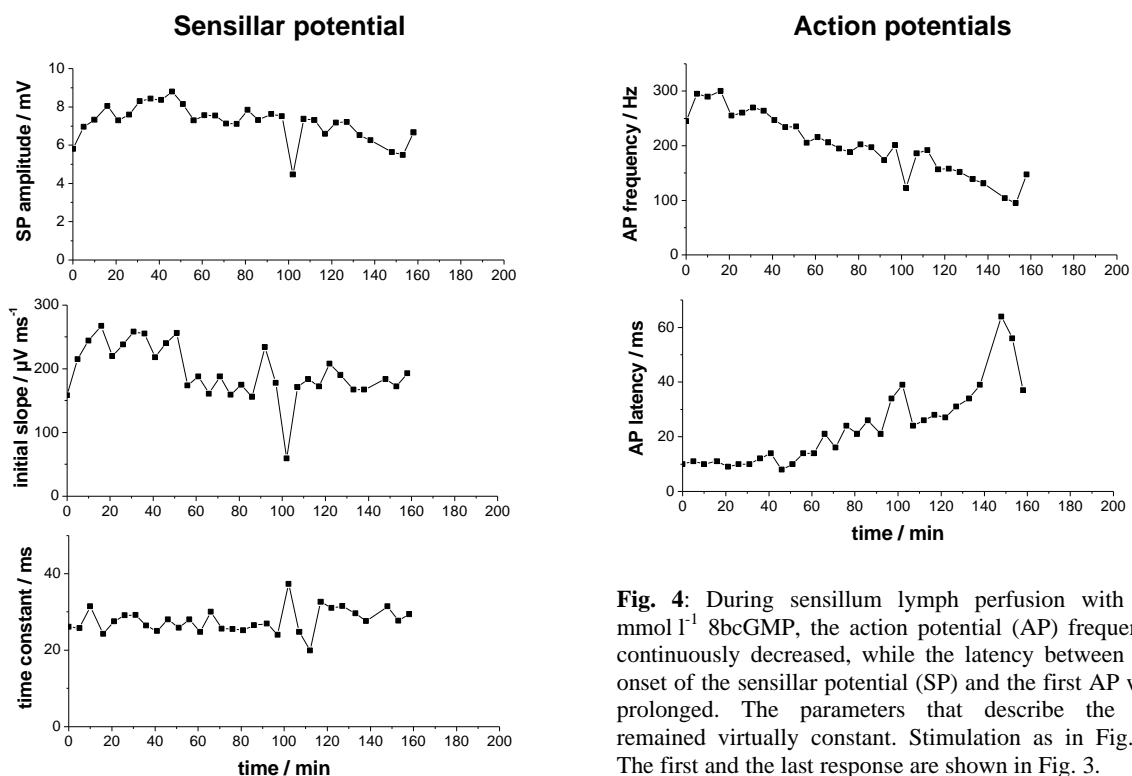 Sensillar potential
Action potentials
SP amplitude / mV
10
8
6
4
2
0
0 20 40 60 80 100 120 140 160 180 200
AP frequency / Hz
300
200
100
0
0 20 40 60 80 100 120 140 160 180 200
initial slope / µV ms⁻¹
300
200
100
0
0 20 40 60 80 100 120 140 160 180 200
AP latency / ms
60
40
20
0
0 20 40 60 80 100 120 140 160 180 200
time / min
time constant / ms
40
20
0
0 20 40 60 80 100 120 140 160 180 200
time / min
Fig. 4: During sensillum lymph perfusion with
mmol l⁻¹ 8bcGMP, the action potential (AP)
continuously decreased, while the latency between
onset of the sensillar potential (SP) and the first AP
prolonged. The parameters that describe the
remained virtually constant. Stimulation as in Fig.
The first and the last response are shown in Fig. 3.